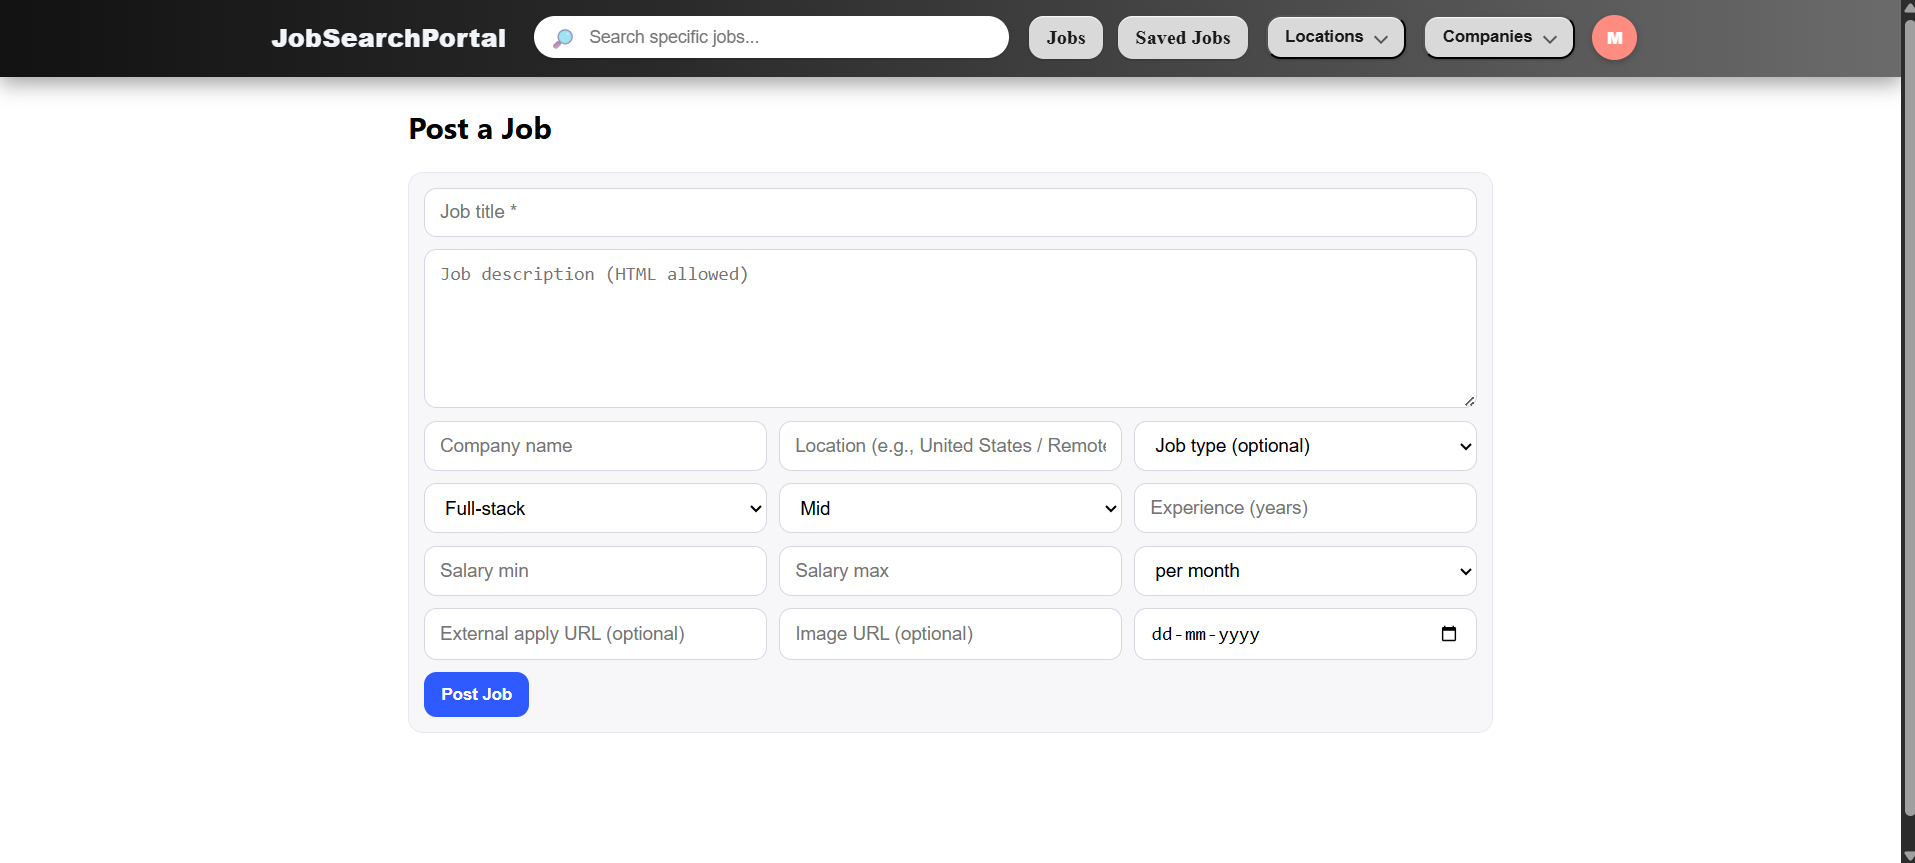 JobSearchPortal Search specific jobs... Jobs Saved Jobs Locations Companies M
Post a Job
Job title *
Job description (HTML allowed)
Company name Location (e.g., United States / Remote Job type (optional)
Full-stack Mid Experience (years)
Salary min Salary max per month
External apply URL (optional) Image URL (optional) dd-mm-yyyy
Post Job